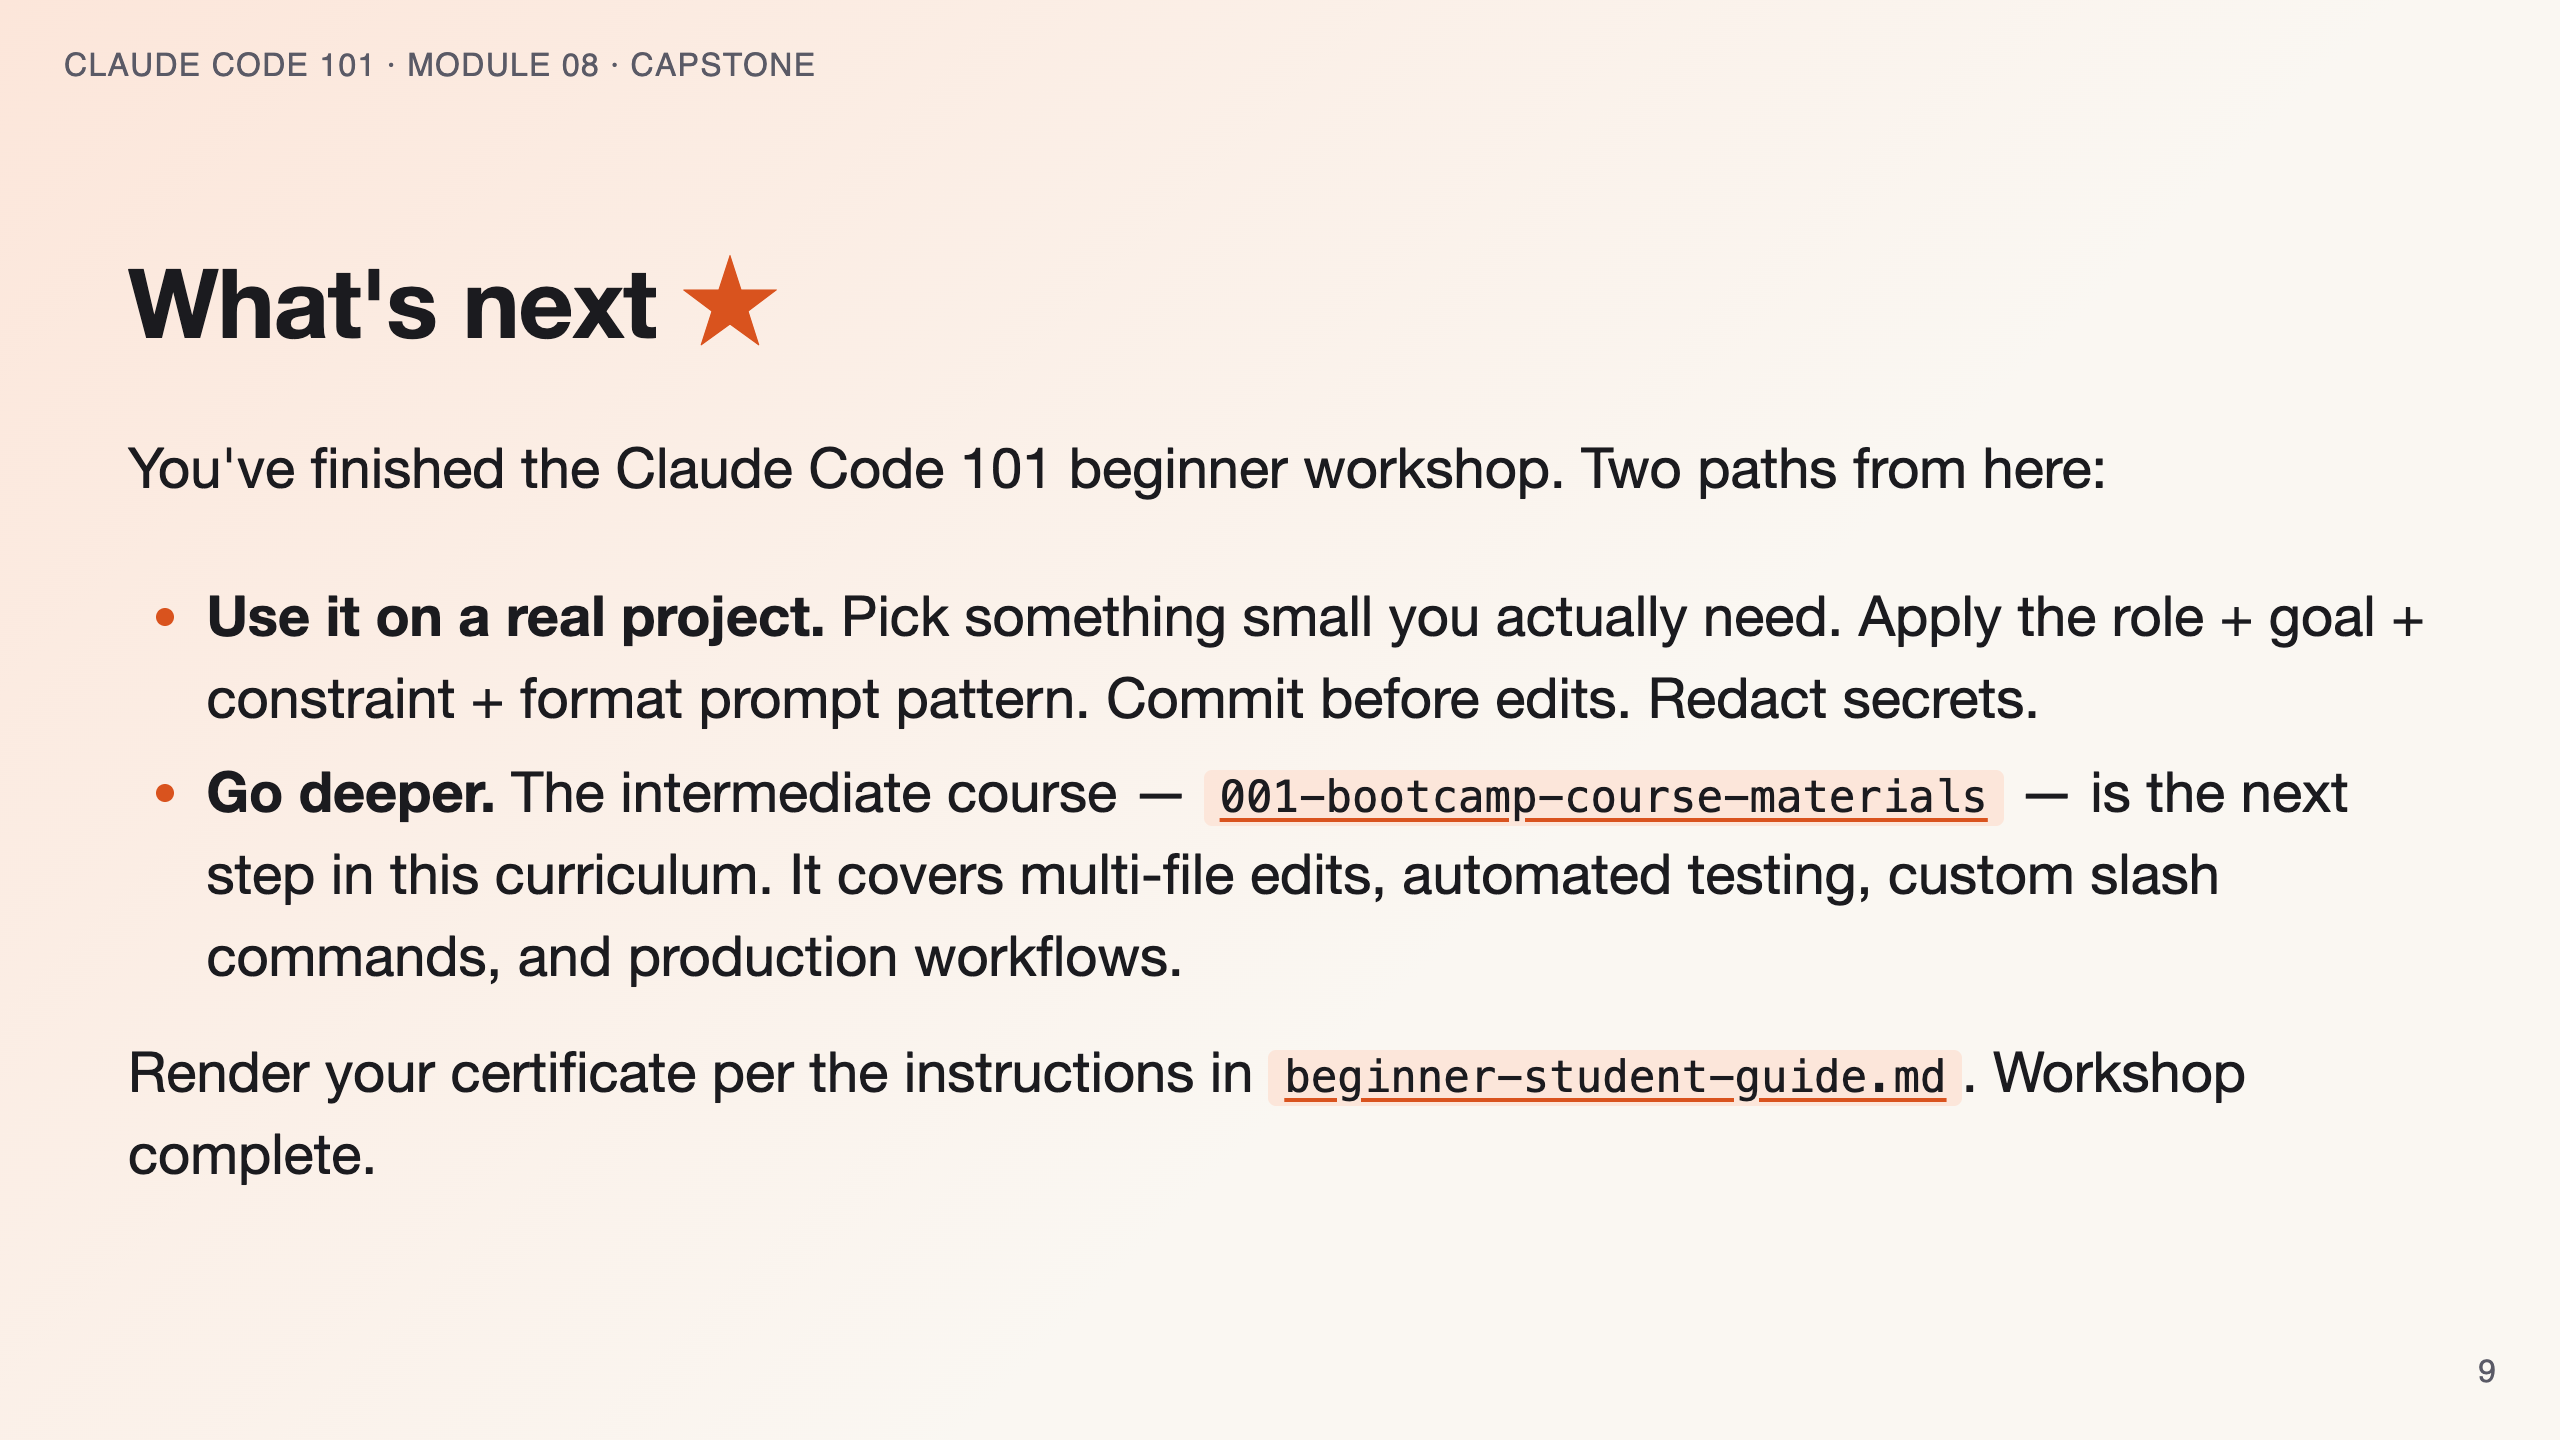 CLAUDE CODE 101 · MODULE 08 · CAPSTONE
What's next ★
You've finished the Claude Code 101 beginner workshop. Two paths from here:
• Use it on a real project. Pick something small you actually need. Apply the role + goal +
constraint + format prompt pattern. Commit before edits. Redact secrets.
• Go deeper. The intermediate course — 001-bootcamp-course-materials — is the next
step in this curriculum. It covers multi-file edits, automated testing, custom slash
commands, and production workflows.
Render your certificate per the instructions in beginner-student-guide.md. Workshop
complete.
9